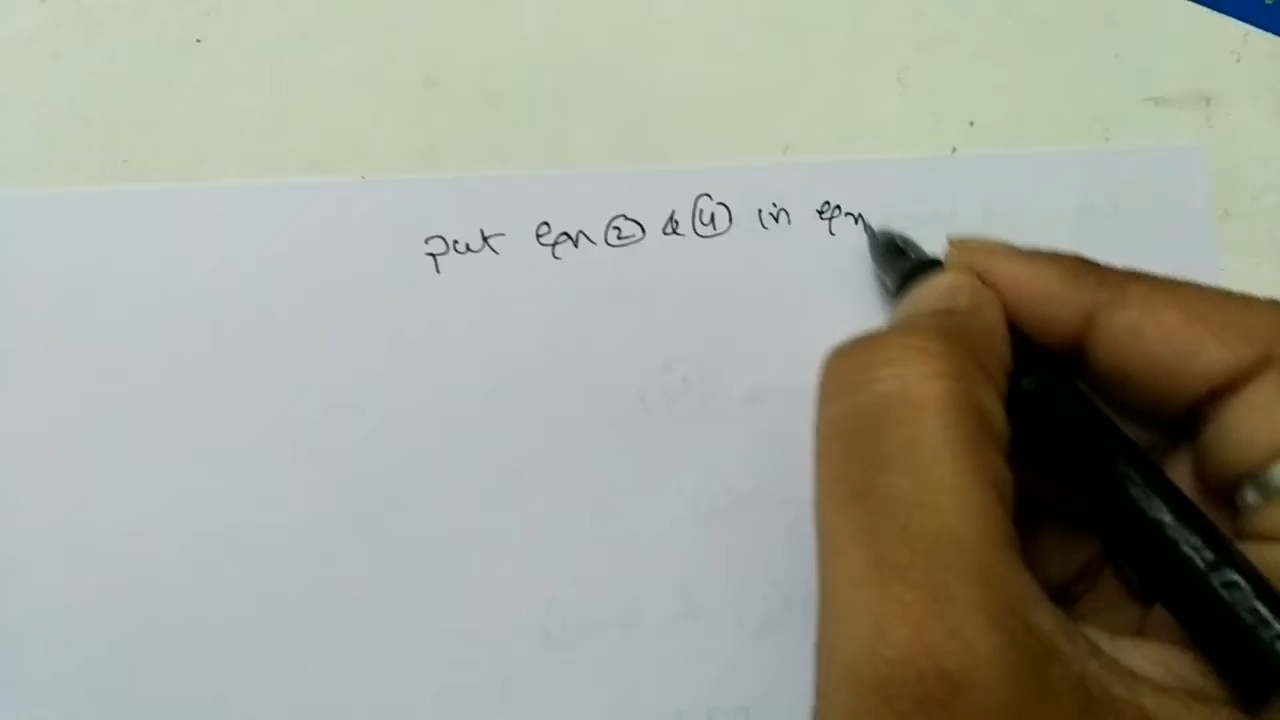 put eqn ② & ④ in eqn